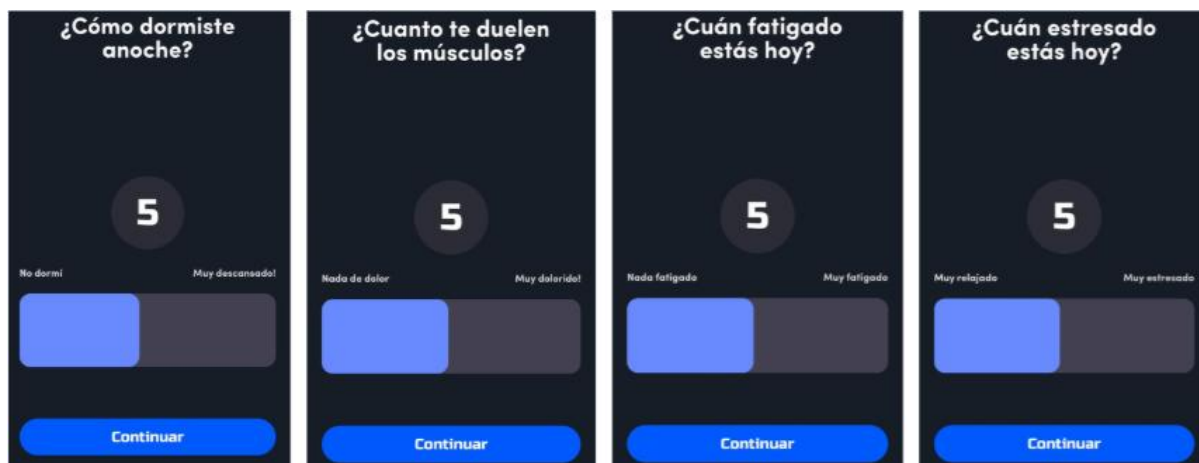 ¿Cómo dormiste
anoche?
5
No dormí
Muy descansado!
Continuar
¿Cuanto te duelen
los músculos?
5
Nada de dolor
Muy dolorido!
Continuar
¿Cuán fatigado
estás hoy?
5
Nada fatigado
Muy fatigado
Continuar
¿Cuán estresado
estás hoy?
5
Muy relajado
Muy estresado
Continuar